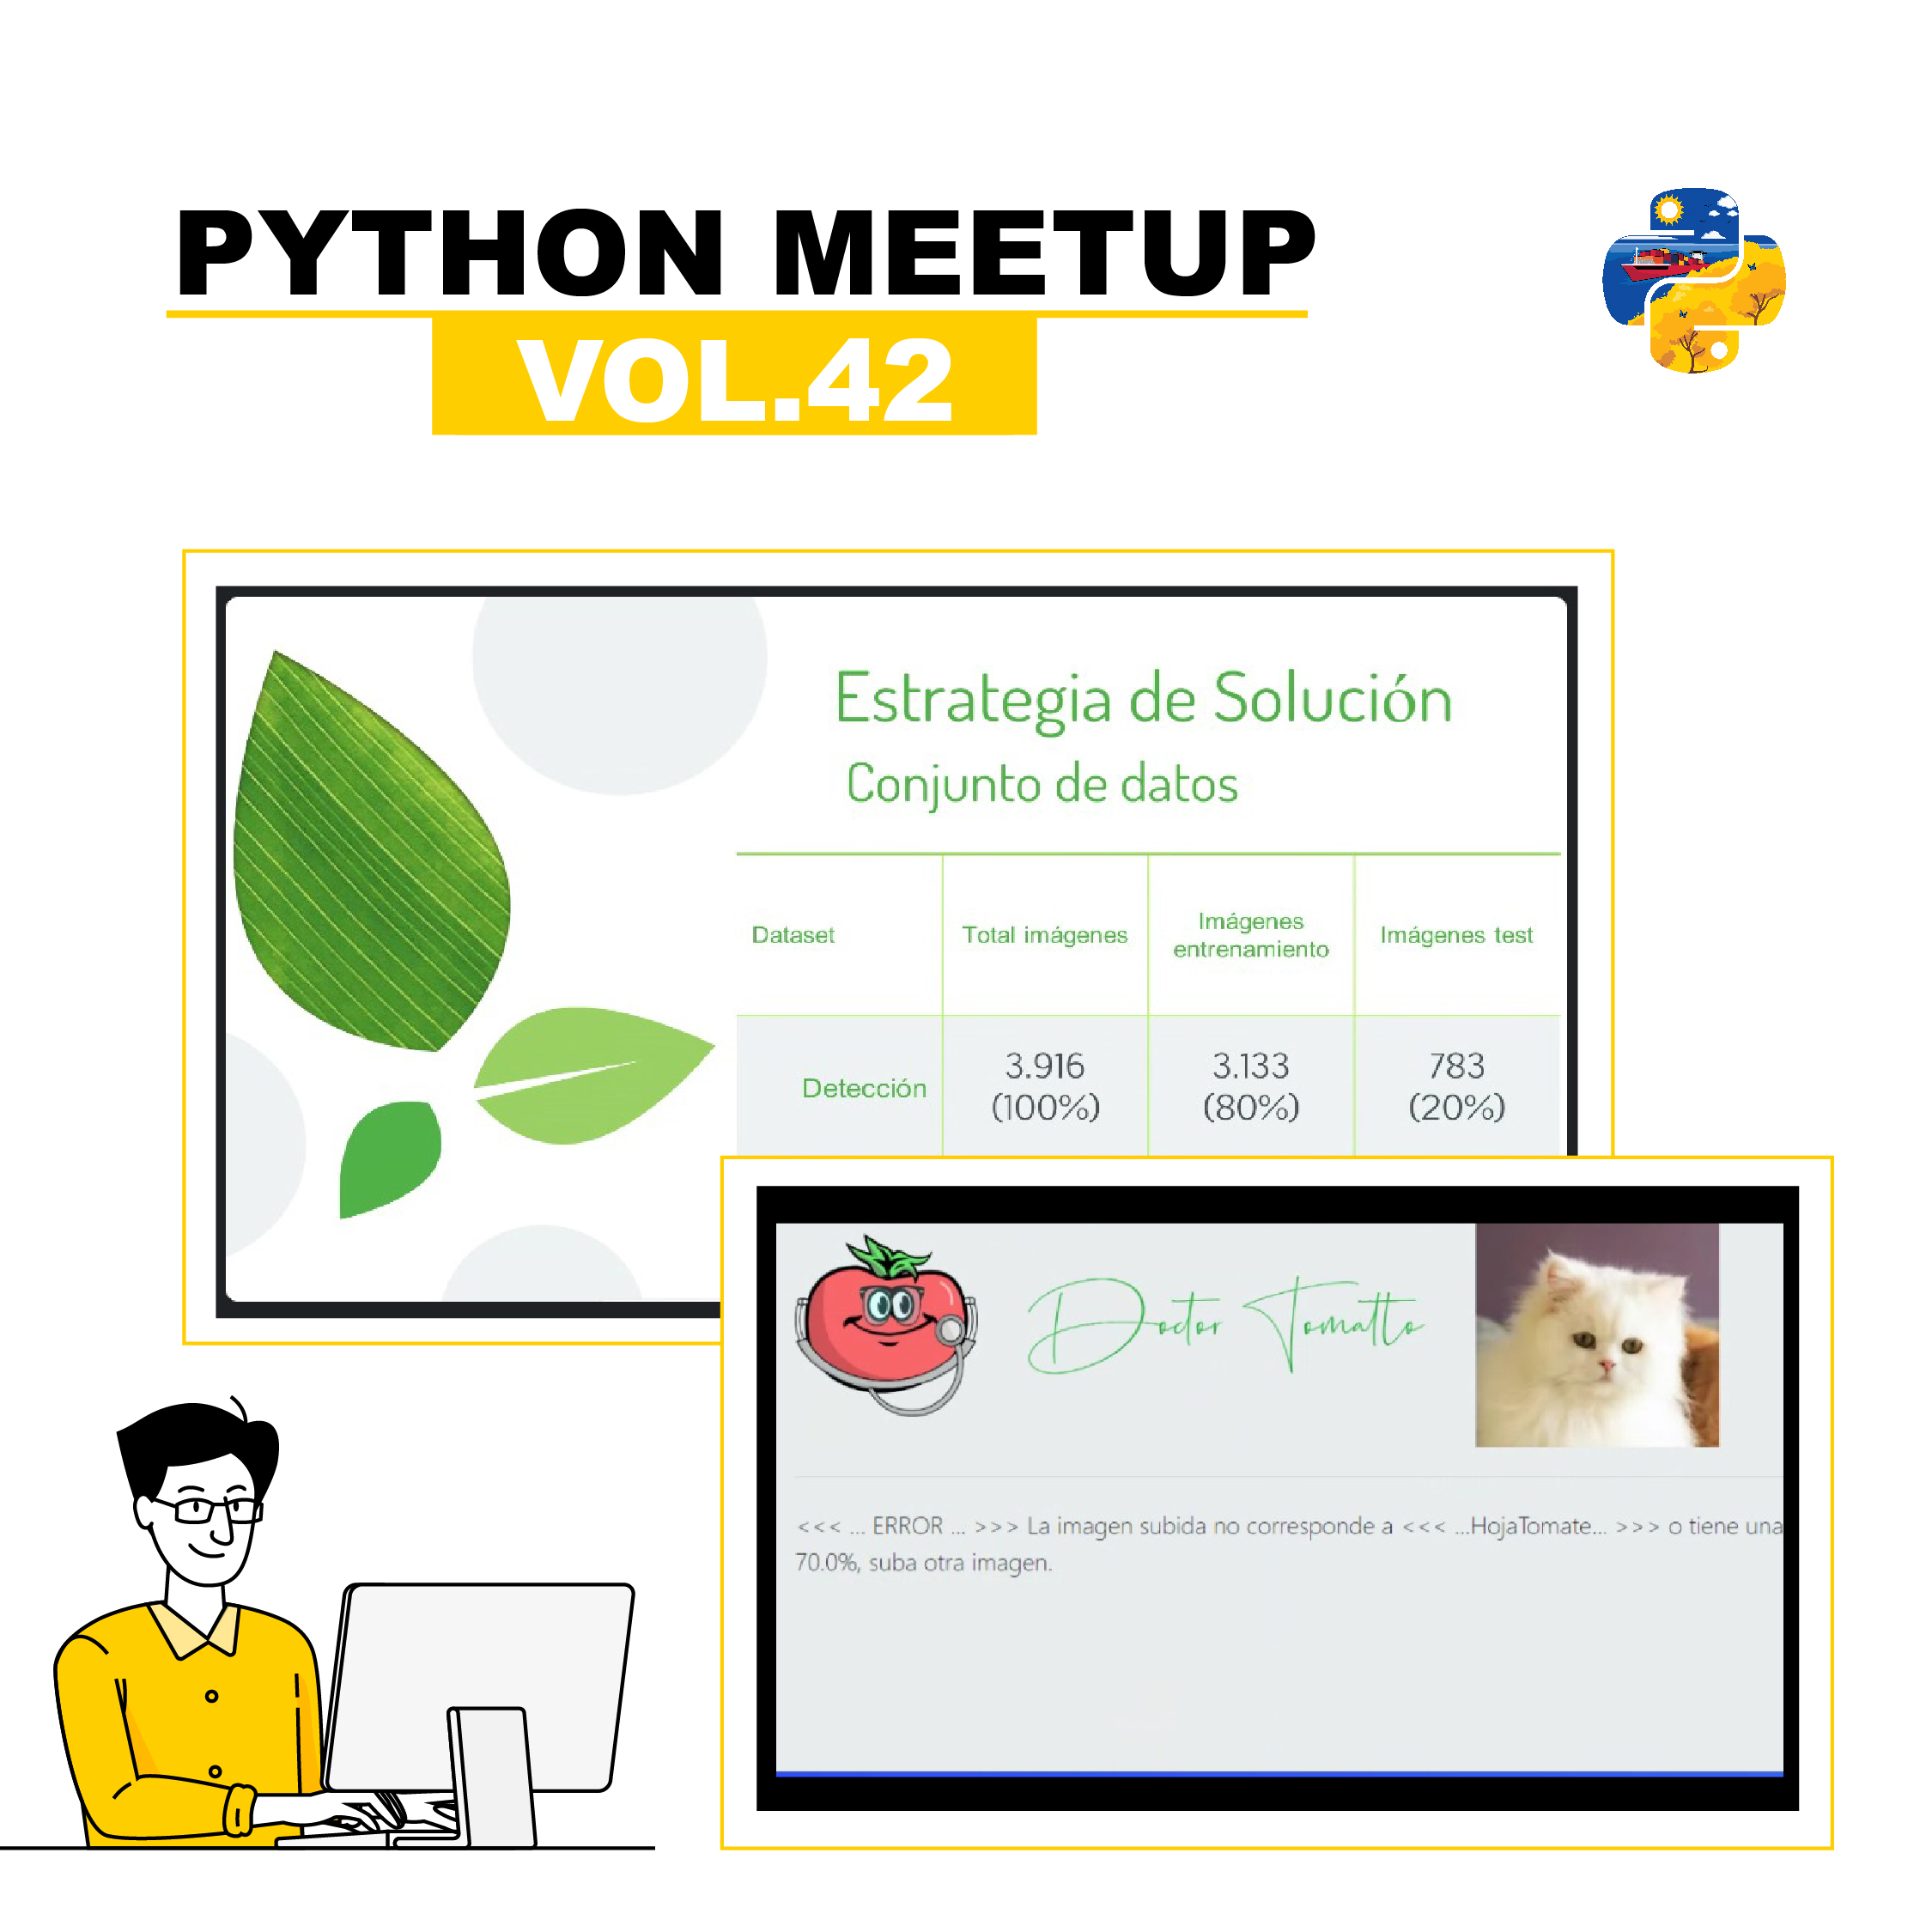 PYTHON MEETUP
VOL.42
Estrategia de Solución
Conjunto de datos
Dataset
Total imágenes
Imágenes
entrenamiento
Imágenes test
Detección
3.916
(100%)
3.133
(80%)
783
(20%)
Doctor Tomatto
<<< ... ERROR ... >>> La imagen subida no corresponde a <<< ...HojaTomate... >>> o tiene una
70.0%, suba otra imagen.